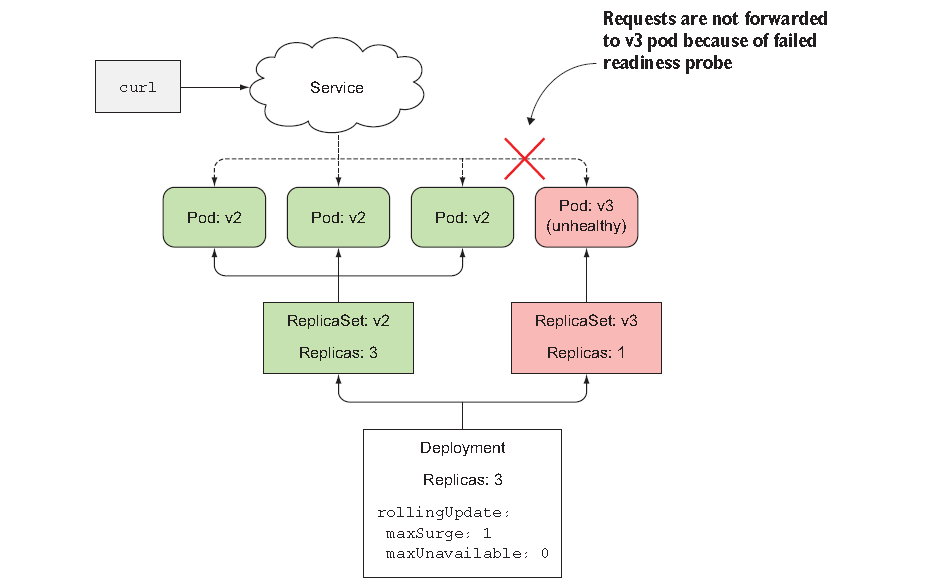 Requests are not forwarded
to v3 pod because of failed
readiness probe
curl
Service
Pod: v2
Pod: v2
Pod: v2
Pod: v3
(unhealthy)
ReplicaSet: v2
Replicas: 3
ReplicaSet: v3
Replicas: 1
Deployment
Replicas: 3
rollingUpdate:
maxSurge: 1
maxUnavailable: 0